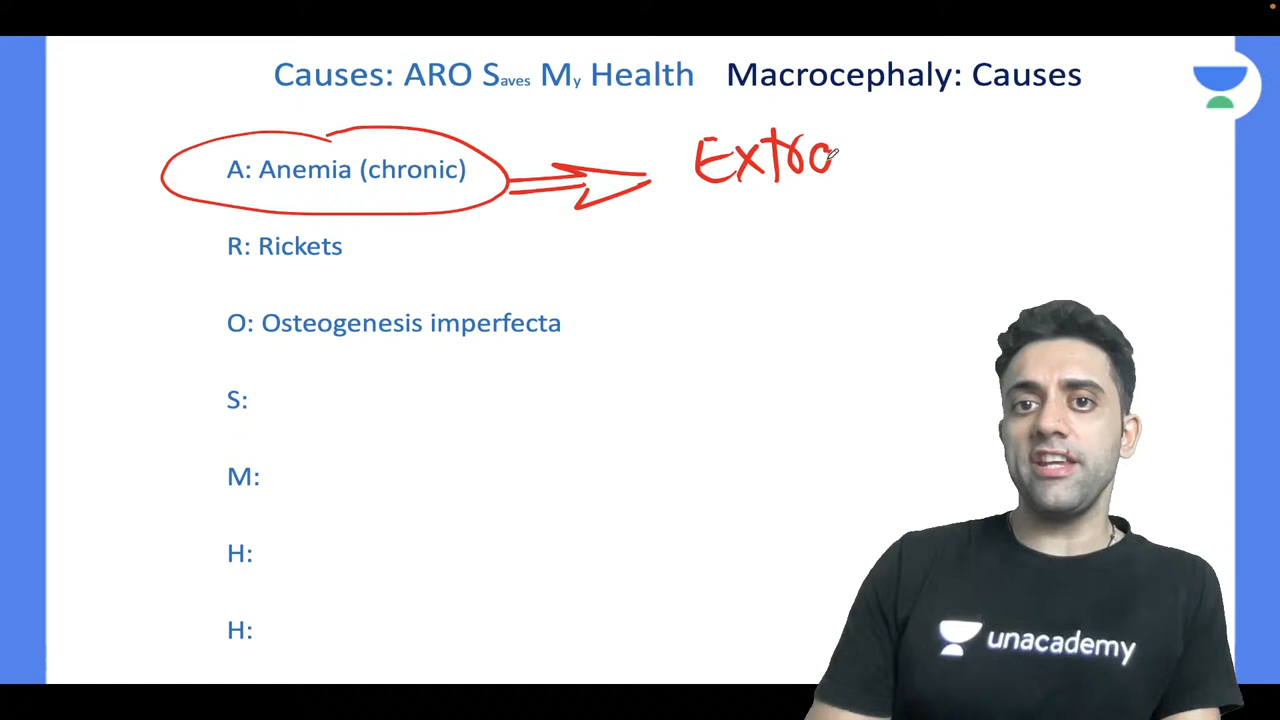 Causes: ARO Saves My Health Macrocephaly: Causes
A: Anemia (chronic) Extra
R: Rickets
O: Osteogenesis imperfecta
S:
M:
H:
H:
unacademy